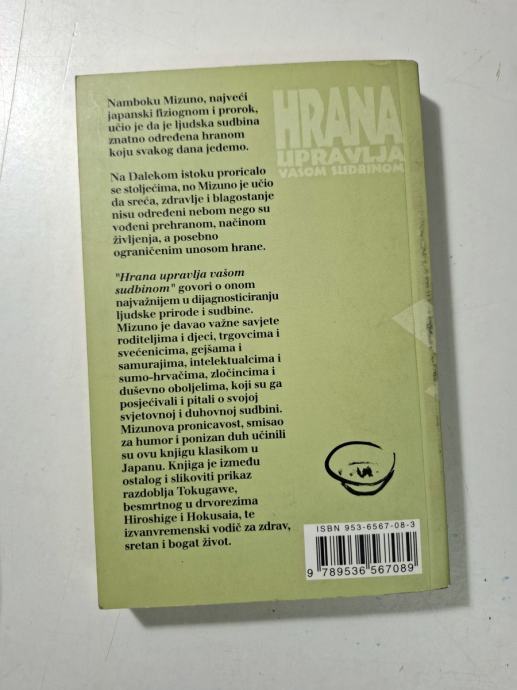 HRANA
UPRAVLJA
VAŠOM SUDBINOM
Namboku Mizuno, najveći
japanski fiziognom i prorok,
učio je da je ljudska sudbina
znatno određena hranom
koju svakog dana jedemo.
Na Dalekom istoku proricalo
se stoljećima, no Mizuno je učio
da sreća, zdravlje i blagostanje
nisu određeni nebom nego su
vođeni prehranom, načinom
življenja, a posebno
ograničenim unosom hrane.
"Hrana upravlja vašom
sudbinom" govori o onom
najvažnijem u dijagnosticiranju
ljudske prirode i sudbine.
Mizuno je davao važne savjete
roditeljima i djeci, trgovcima i
svećenicima, gejšama i
samurajima, intelektualcima i
sumo-hrvačima, zločincima i
duševno oboljelima, koji su ga
posjećivali i pitali o svojoj
svjetovnoj i duhovnoj sudbini.
Mizunova pronicavost, smisao
za humor i ponizan duh učinili
su ovu knjigu klasikom u
Japanu. Knjiga je između
ostalog i slikoviti prikaz
razdoblja Tokugawe,
besmrtnog u drvorezima
Hiroshige i Hokusaia, te
izvanvremenski vodič za zdrav,
sretan i bogat život.
ISBN 953-6567-08-3
9 789536 567089